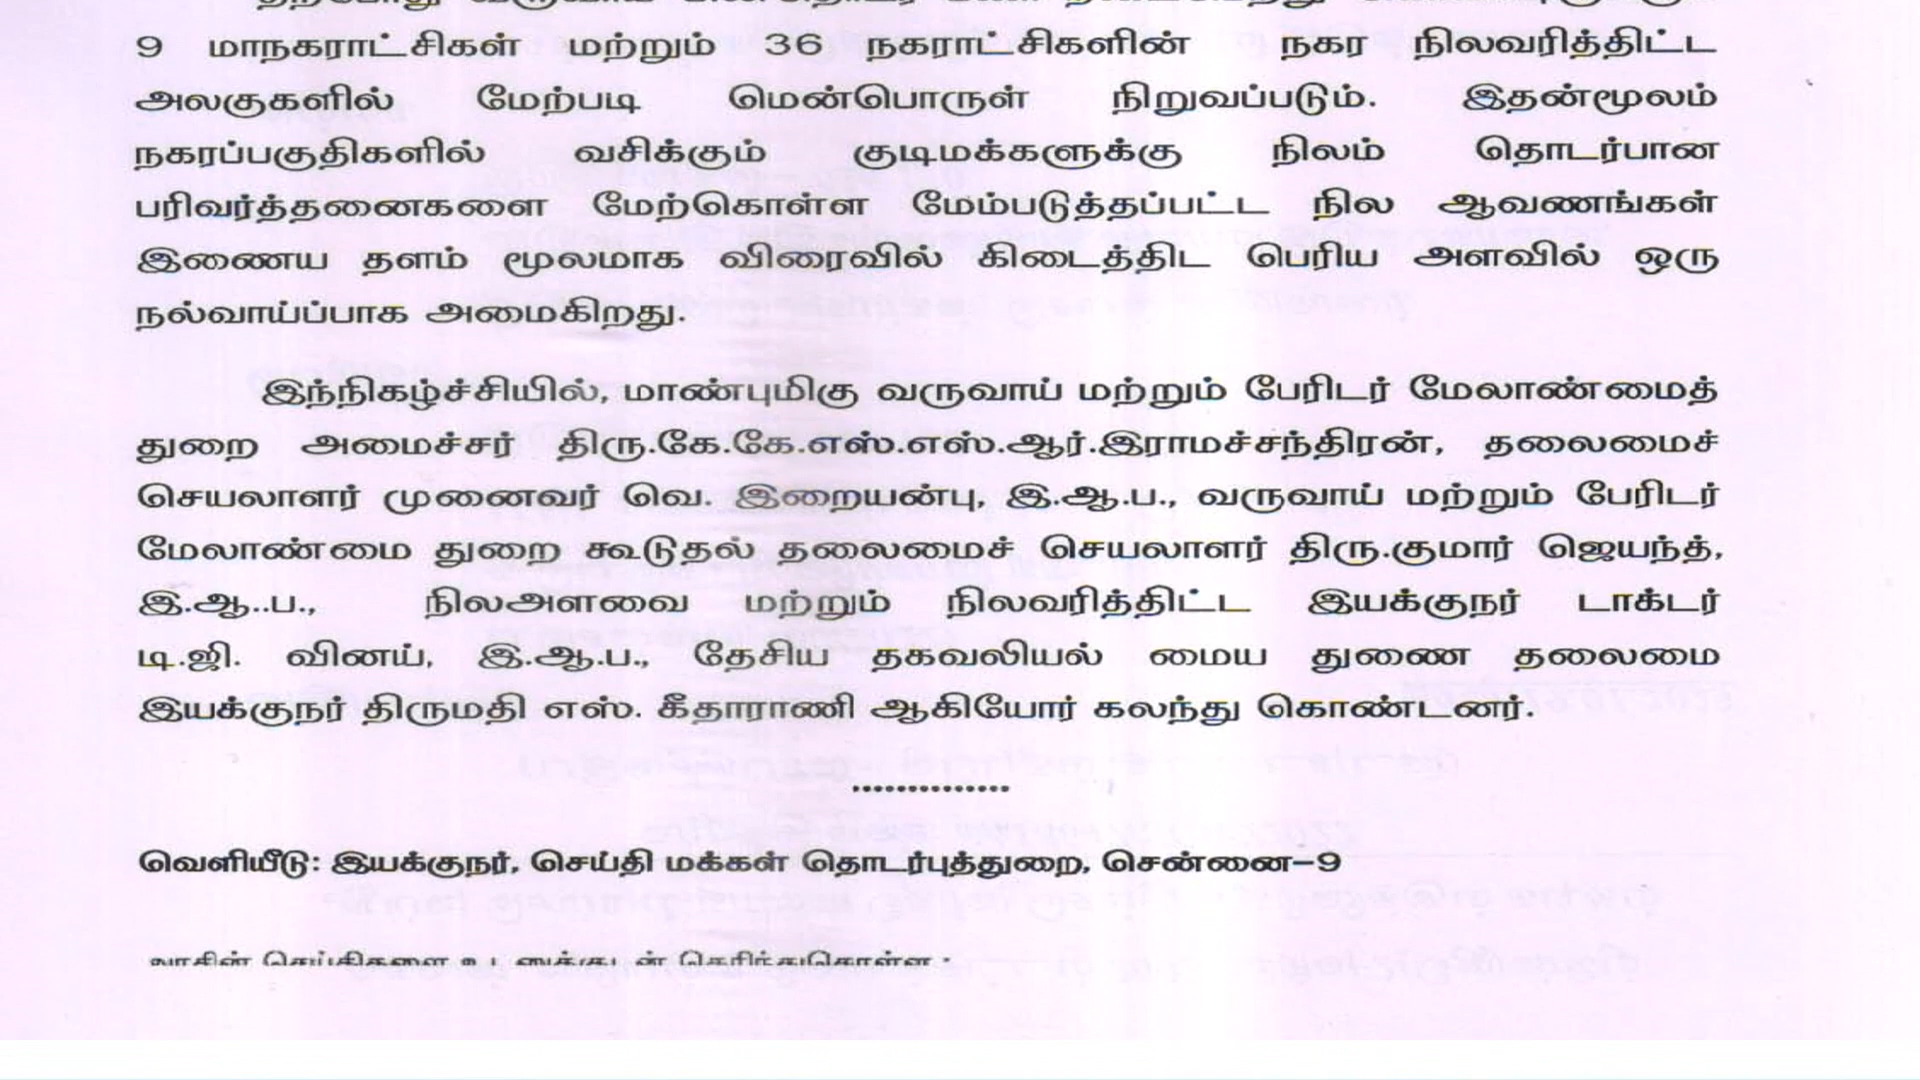 9 மாநகராட்சிகள் மற்றும் 36 நகராட்சிகளின் நகர நிலவரித்திட்ட
அலகுகளில் மேற்படி மென்பொருள் நிறுவப்படும். இதன்மூலம்
நகரப்பகுதிகளில் வசிக்கும் குடிமக்களுக்கு நிலம் தொடர்பான
பரிவர்த்தனைகளை மேற்கொள்ள மேம்படுத்தப்பட்ட நில ஆவணங்கள்
இணைய தளம் மூலமாக விரைவில் கிடைத்திட பெரிய அளவில் ஒரு
நல்வாய்ப்பாக அமைகிறது.
இந்நிகழ்ச்சியில், மாண்புமிகு வருவாய் மற்றும் பேரிடர் மேலாண்மைத்
துறை அமைச்சர் திரு.கே.கே.எஸ்.எஸ்.ஆர்.இராமச்சந்திரன், தலைமைச்
செயலாளர் முனைவர் வெ. இறையன்பு, இ.ஆ.ப., வருவாய் மற்றும் பேரிடர்
மேலாண்மை துறை கூடுதல் தலைமைச் செயலாளர் திரு.குமார் ஜெயந்த்,
இ.ஆ..ப., நிலஅளவை மற்றும் நிலவரித்திட்ட இயக்குநர் டாக்டர்
டி.ஜி. வினய், இ.ஆ.ப., தேசிய தகவலியல் மைய துணை தலைமை
இயக்குநர் திருமதி எஸ். கீதாராணி ஆகியோர் கலந்து கொண்டனர்.
..............
வெளியீடு: இயக்குநர், செய்தி மக்கள் தொடர்புத்துறை, சென்னை–9